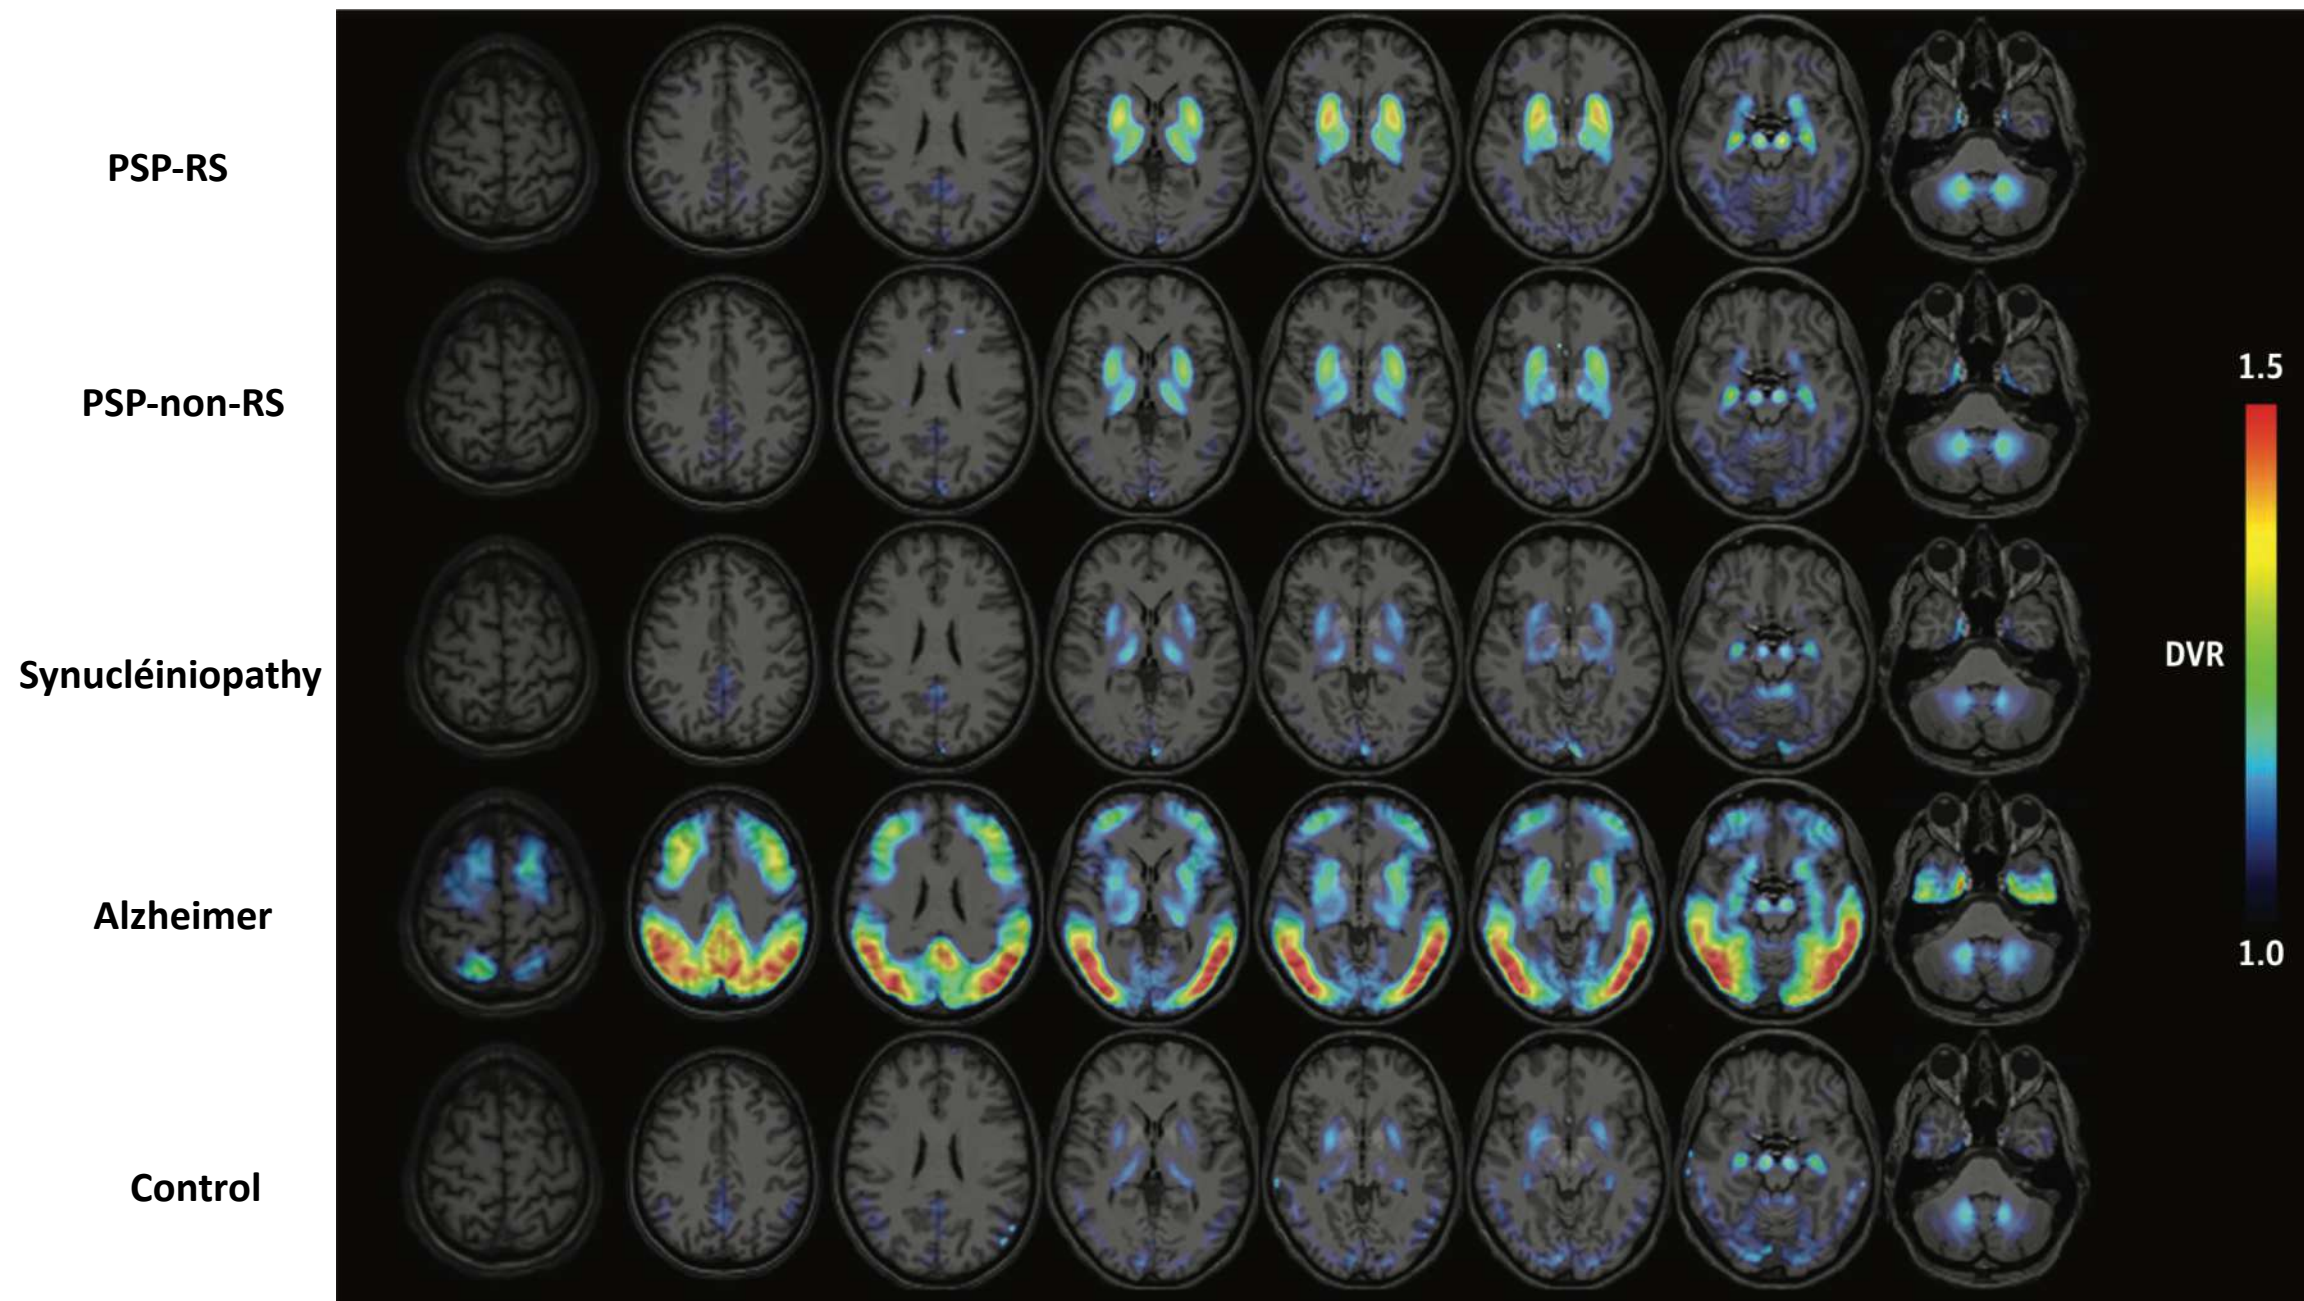 PSP-RS
PSP-non-RS
1.5
Synucléiniopathy
DVR
Alzheimer
1.0
Control